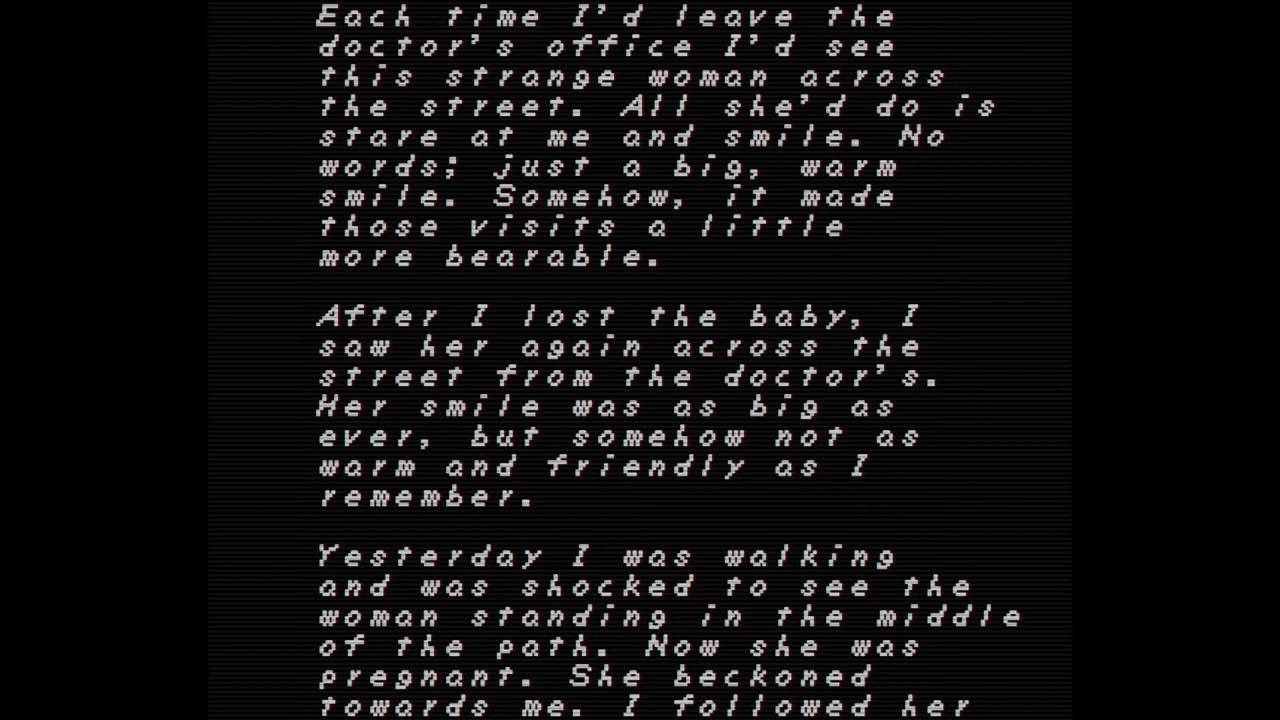 Each time I'd leave the
doctor's office I'd see
this strange woman across
the street. All she'd do is
stare at me and smile. No
words; just a big, warm
smile. Somehow, it made
those visits a little
more bearable.
After I lost the baby, I
saw her again across the
street from the doctor's.
Her smile was as big as
ever, but somehow not as
warm and friendly as I
remember.
Yesterday I was walking
and was shocked to see the
woman standing in the middle
of the path. Now she was
pregnant. She beckoned
towards me. I followed her